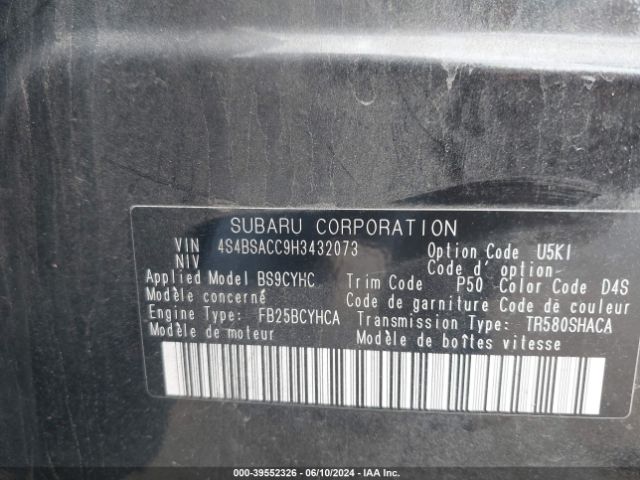 SUBARU CORPORATION
VIN 4S4BSACC9H3432073 Option Code U5KI
NIV Code d' option
Applied Model BS9CYHC Trim Code P50 Color Code D4S
Modèle concerné Code de garniture Code de couleur
Engine Type: FB25BCYHCA Transmission Type: TR580SHACA
Modèle de moteur Modèle de boîtes vitesse
000-39552326 - 06/10/2024 - IAA Inc.